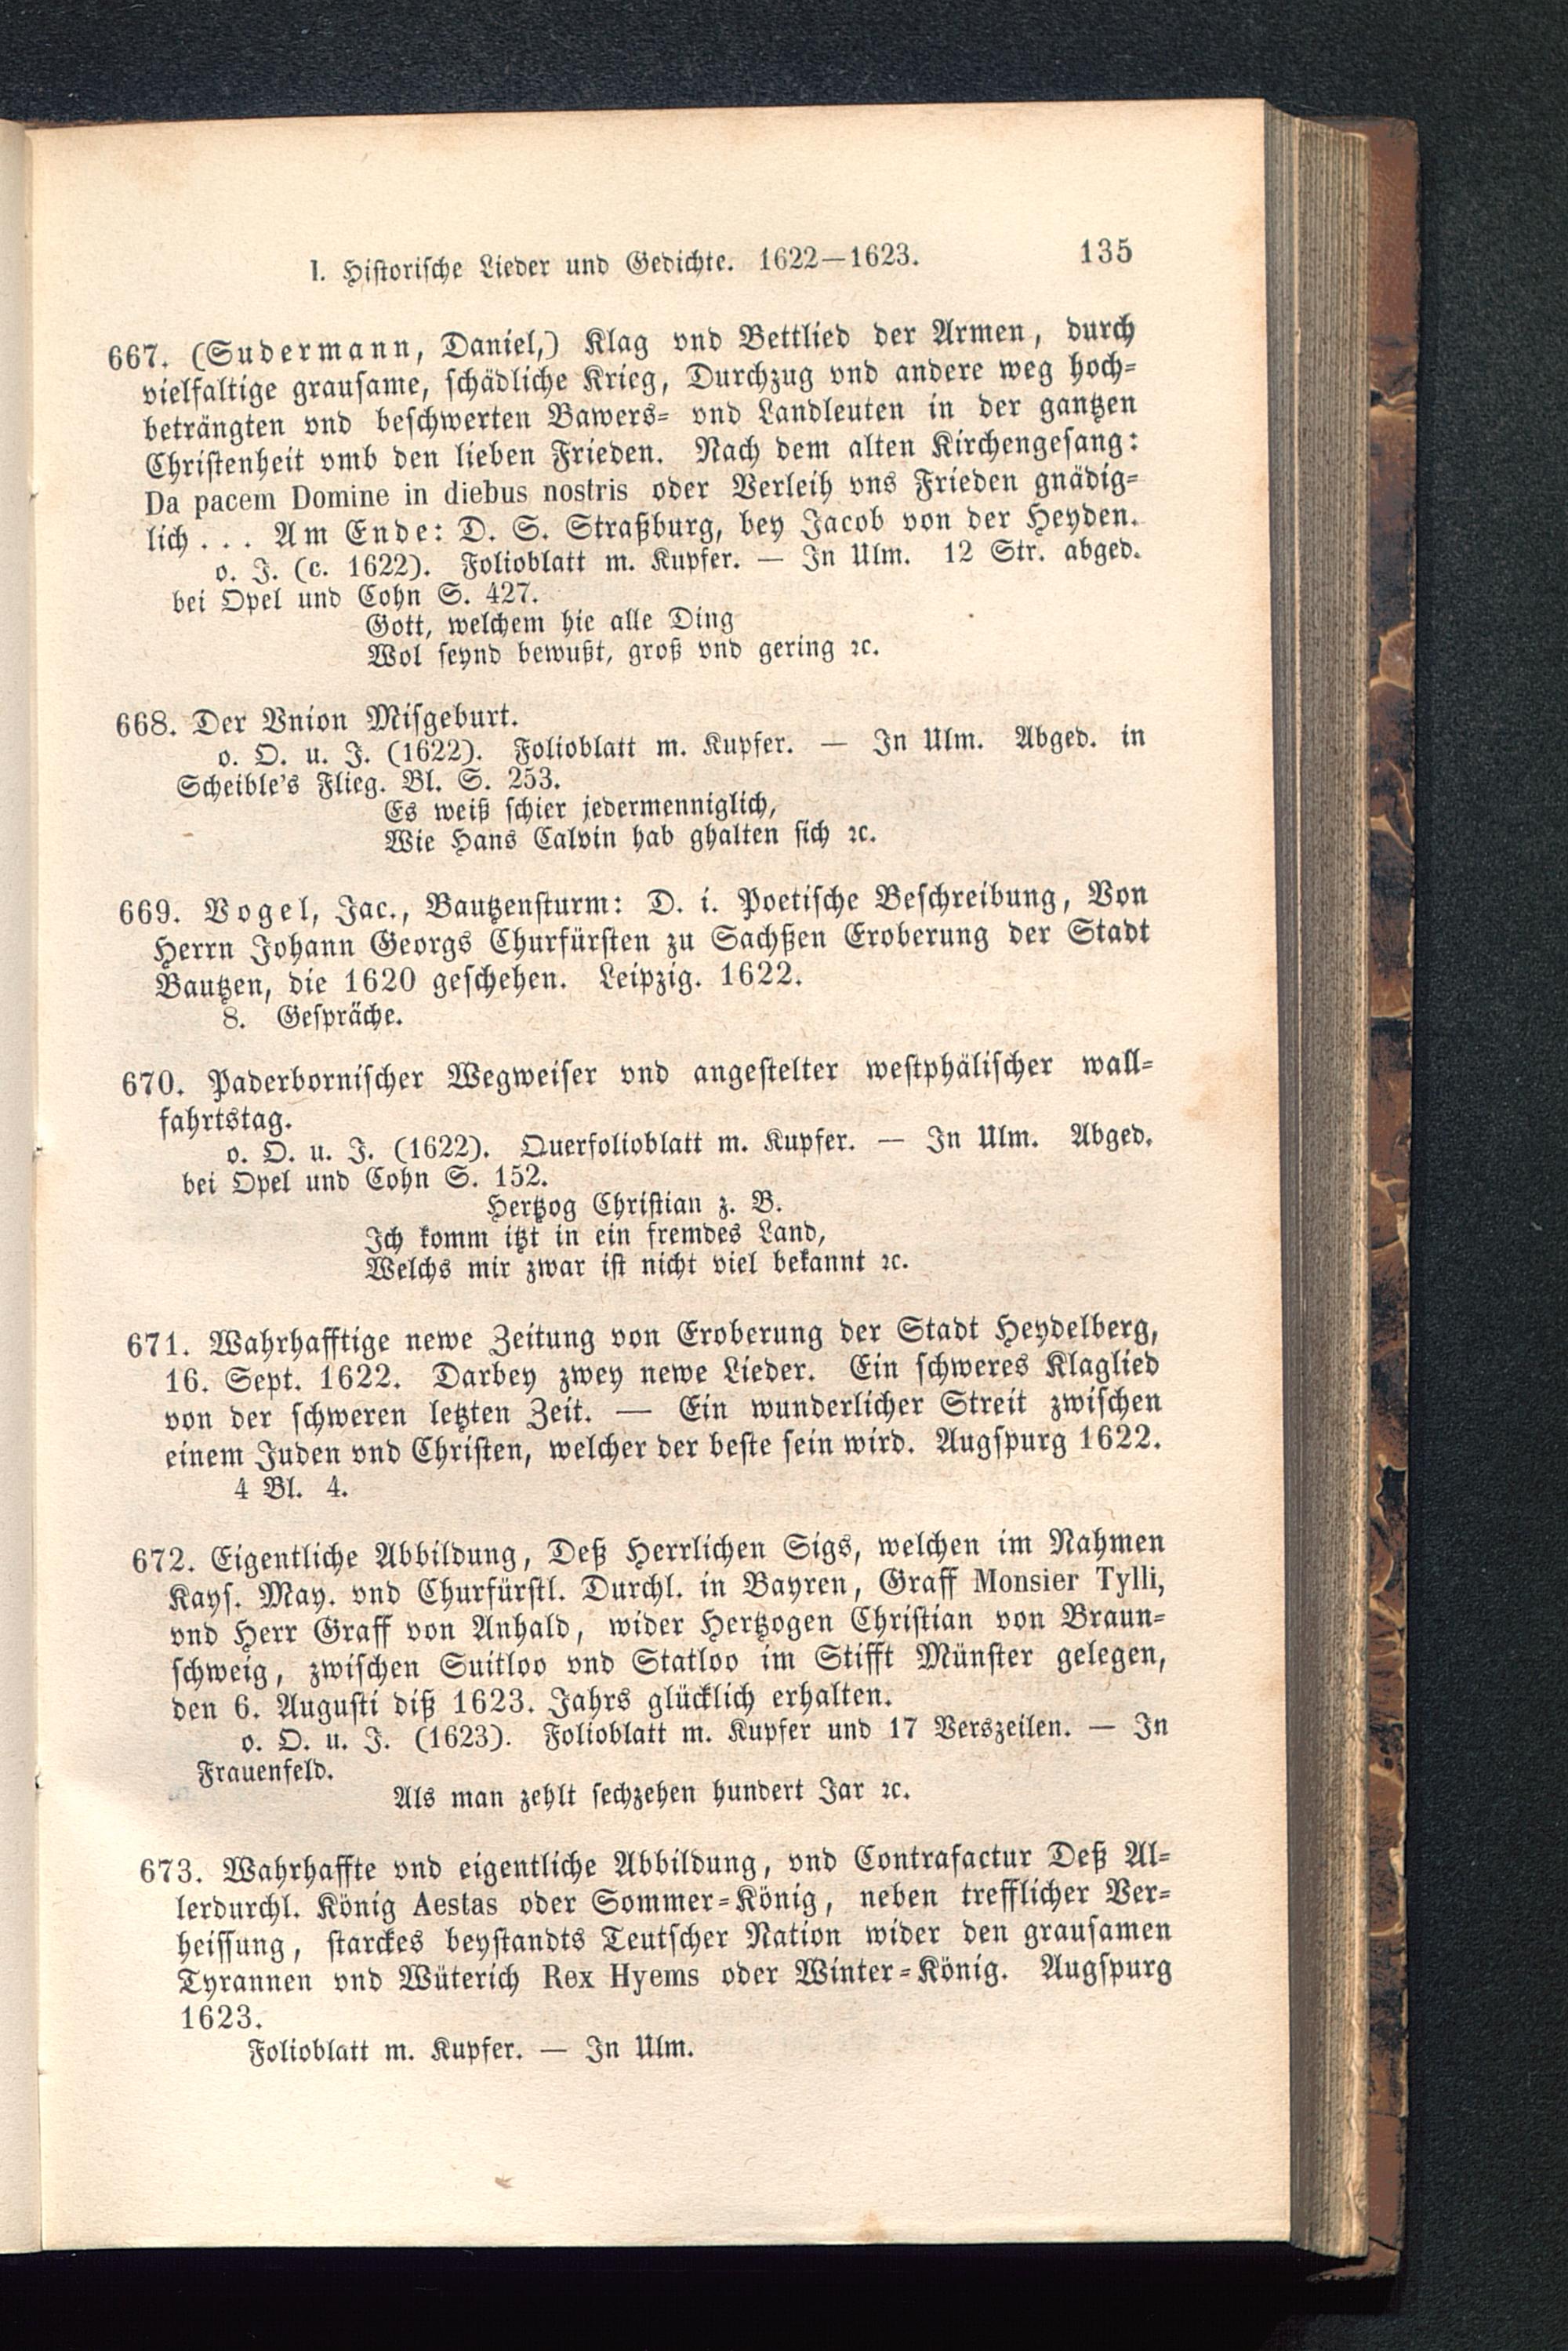 I. Historische Lieder und Gedichte. 1622—1623. 135
667. (Sudermann, Daniel,) Klag vnd Bettlied der Armen, durch
vielfaltige grausame, schädliche Krieg, Durchzug vnd andere weg hoch-
beträngten vnd beschwerten Bawers- vnd Landleuten in der gantzen
Christenheit vmb den lieben Frieden. Nach dem alten Kirchengesang:
Da pacem Domine in diebus nostris oder Verleih vns Frieden gnädig-
lich . . . Am Ende: D. S. Straßburg, bey Jacob von der Heyden.
o. J. (c. 1622). Folioblatt m. Kupfer. — In Ulm. 12 Str. abged.
bei Opel und Cohn S. 427.
Gott, welchem hie alle Ding
Wol seynd bewußt, groß vnd gering ꝛc.
668. Der Vnion Misgeburt.
o. O. u. J. (1622). Folioblatt m. Kupfer. — In Ulm. Abged. in
Scheible's Flieg. Bl. S. 253.
Es weiß schier jedermenniglich,
Wie Hans Calvin hab ghalten sich ꝛc.
669. Vogel, Jac., Bautzensturm: D. i. Poetische Beschreibung, Von
Herrn Johann Georgs Churfürsten zu Sachßen Eroberung der Stadt
Bautzen, die 1620 geschehen. Leipzig. 1622.
8. Gespräche.
670. Paderbornischer Wegweiser vnd angestelter westphälischer wall-
fahrtstag.
o. O. u. J. (1622). Querfolioblatt m. Kupfer. — In Ulm. Abged.
bei Opel und Cohn S. 152.
Hertzog Christian z. B.
Ich komm itzt in ein fremdes Land,
Welchs mir zwar ist nicht viel bekannt ꝛc.
671. Wahrhafftige newe Zeitung von Eroberung der Stadt Heydelberg,
16. Sept. 1622. Darbey zwey newe Lieder. Ein schweres Klaglied
von der schweren letzten Zeit. — Ein wunderlicher Streit zwischen
einem Juden vnd Christen, welcher der beste sein wird. Augspurg 1622.
4 Bl. 4.
672. Eigentliche Abbildung, Deß Herrlichen Sigs, welchen im Nahmen
Kays. May. vnd Churfürstl. Durchl. in Bayren, Graff Monsier Tylli,
vnd Herr Graff von Anhald, wider Hertzogen Christian von Braun-
schweig, zwischen Suitloo vnd Statloo im Stifft Münster gelegen,
den 6. Augusti diß 1623. Jahrs glücklich erhalten.
o. O. u. J. (1623). Folioblatt m. Kupfer und 17 Verszeilen. — In
Frauenfeld.
Als man zehlt sechzehen hundert Jar ꝛc.
673. Wahrhaffte vnd eigentliche Abbildung, vnd Contrafactur Deß Al-
lerdurchl. König Aestas oder Sommer-König, neben trefflicher Ver-
heissung, starckes beystandts Teutscher Nation wider den grausamen
Tyrannen vnd Wüterich Rex Hyems oder Winter-König. Augspurg
1623.
Folioblatt m. Kupfer. — In Ulm.